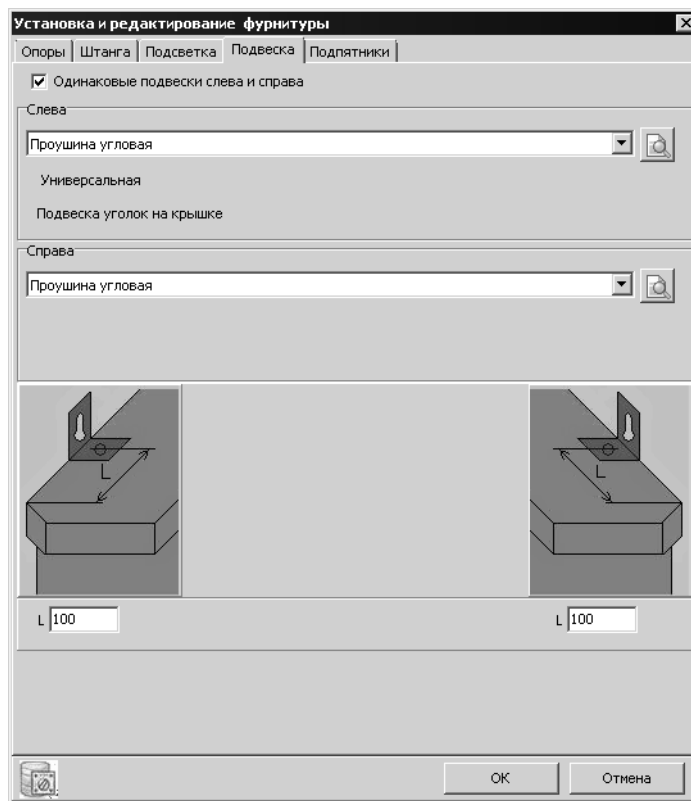 Установка и редактирование фурнитуры
Опоры Штанга Подсветка Подвеска Подпятники
Одинаковые подвески слева и справа
Слева
Проушина угловая
Универсальная
Подвеска уголок на крышке
Справа
Проушина угловая
L L
L 100 L 100
OK Отмена